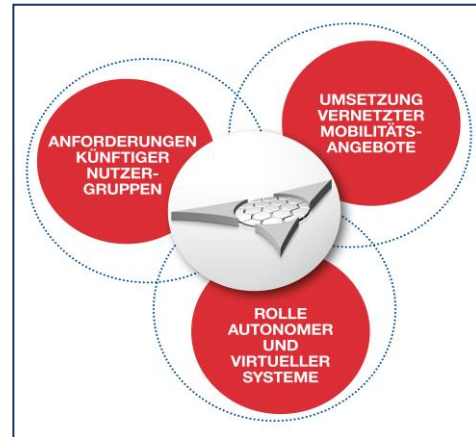 ANFORDERUNGEN
KÜNFTIGER
NUTZER-
GRUPPEN
UMSETZUNG
VERNETZTER
MOBILITÄTS-
ANGEBOTE
ROLLE
AUTONOMER
UND
VIRTUELLER
SYSTEME